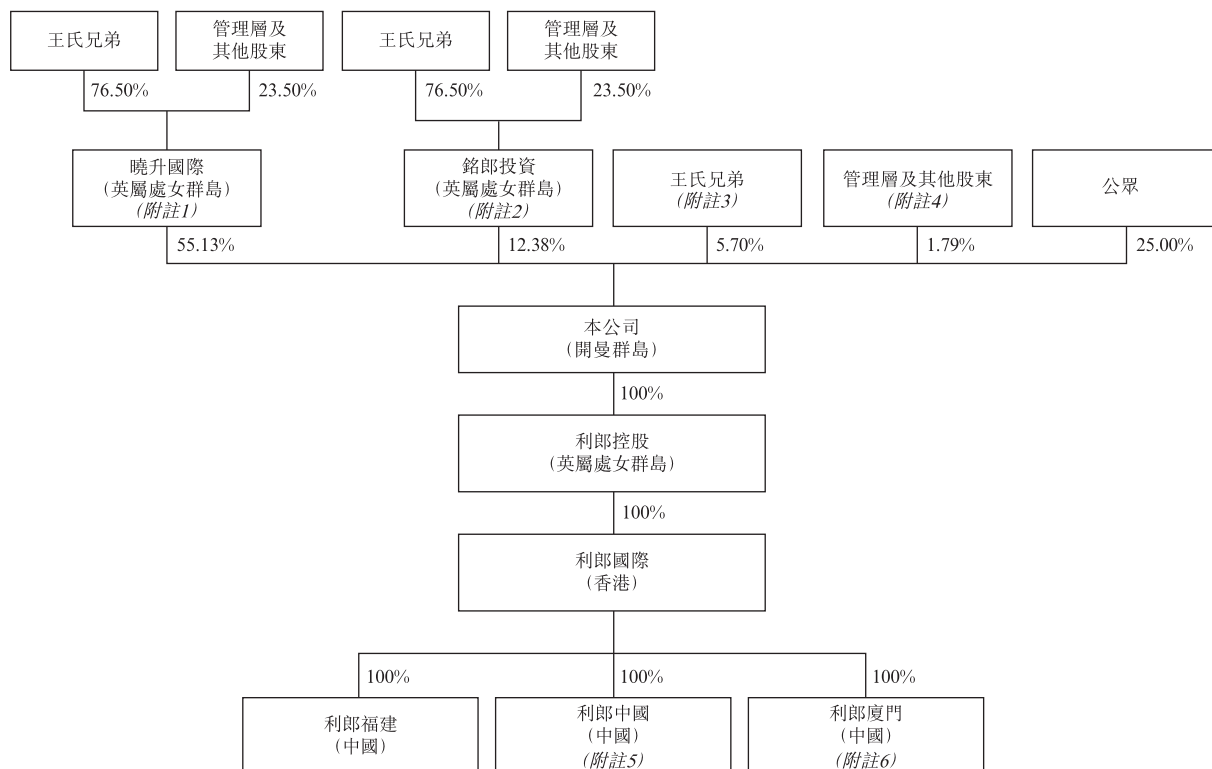 王氏兄弟
管理層及
其他股東
王氏兄弟
管理層及
其他股東
76.50%
23.50%
76.50%
23.50%
曉升國際
（英屬處女群島）
（附註1）
銘郎投資
（英屬處女群島）
（附註2）
王氏兄弟
（附註3）
管理層及其他股東
（附註4）
公眾
55.13%
12.38%
5.70%
1.79%
25.00%
本公司
（開曼群島）
100%
利郎控股
（英屬處女群島）
100%
利郎國際
（香港）
100%
100%
100%
利郎福建
（中國）
利郎中國
（中國）
（附註5）
利郎廈門
（中國）
（附註6）